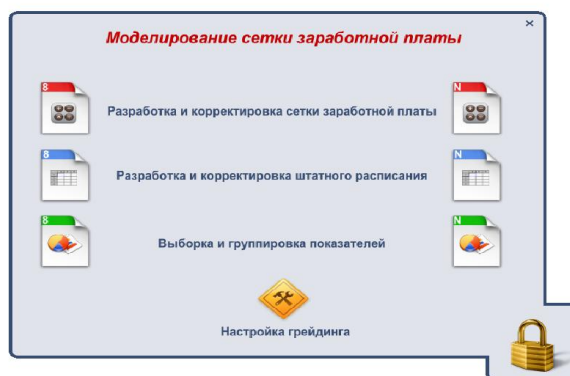 ×
Моделирование сетки заработной платы
8
Разработка и корректировка сетки заработной платы
N
8
Разработка и корректировка штатного расписания
N
8
Выборка и группировка показателей
N
Настройка грейдинга